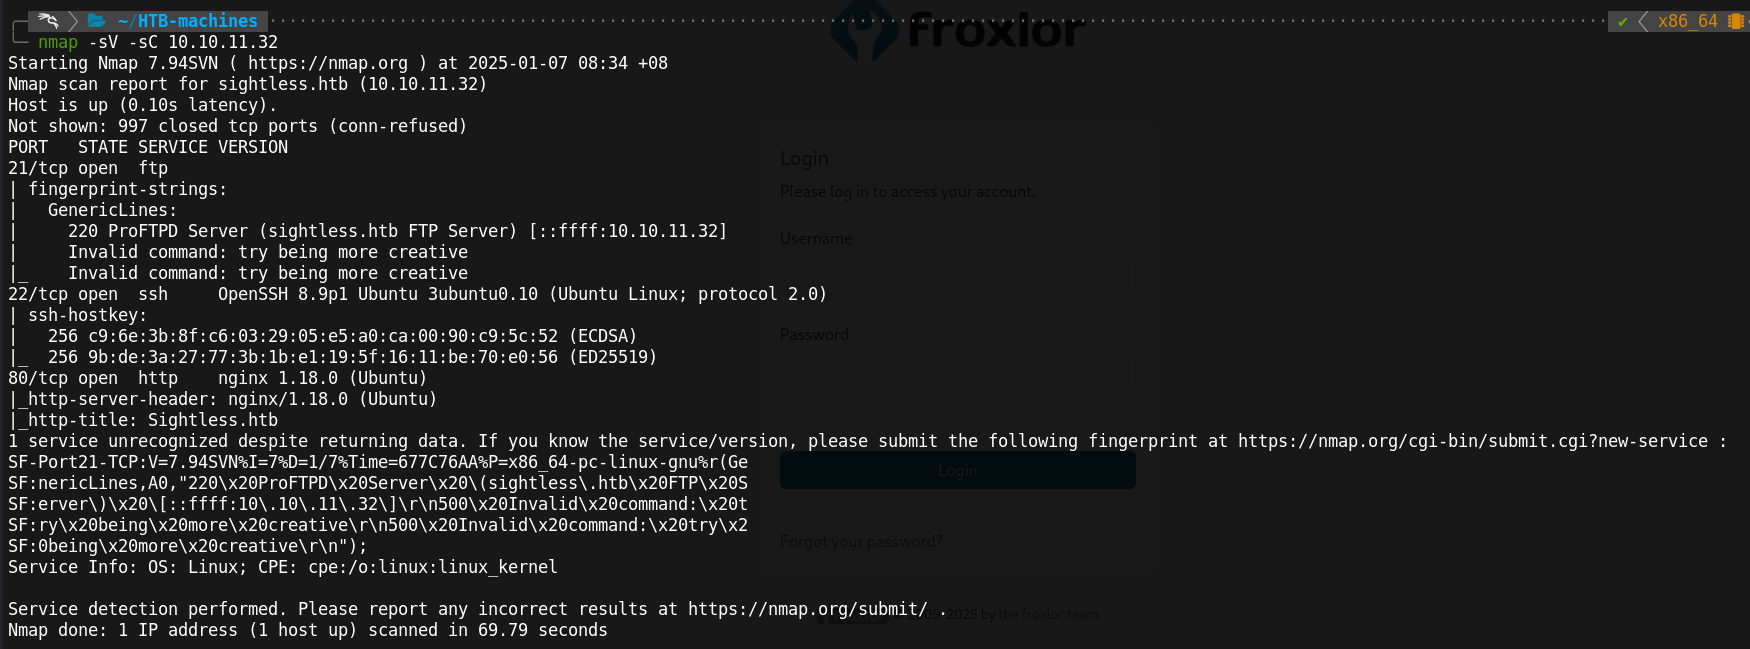 ~/HTB-machines ✔ x86_64
nmap -sV -sC 10.10.11.32
Starting Nmap 7.94SVN ( https://nmap.org ) at 2025-01-07 08:34 +08
Nmap scan report for sightless.htb (10.10.11.32)
Host is up (0.10s latency).
Not shown: 997 closed tcp ports (conn-refused)
PORT   STATE SERVICE VERSION
21/tcp open  ftp
| fingerprint-strings:
|   GenericLines:
|     220 ProFTPD Server (sightless.htb FTP Server) [::ffff:10.10.11.32]
|     Invalid command: try being more creative
|_    Invalid command: try being more creative
22/tcp open  ssh     OpenSSH 8.9p1 Ubuntu 3ubuntu0.10 (Ubuntu Linux; protocol 2.0)
| ssh-hostkey:
|   256 c9:6e:3b:8f:c6:03:29:05:e5:a0:ca:00:90:c9:5c:52 (ECDSA)
|_  256 9b:de:3a:27:77:3b:1b:e1:19:5f:16:11:be:70:e0:56 (ED25519)
80/tcp open  http    nginx 1.18.0 (Ubuntu)
|_http-server-header: nginx/1.18.0 (Ubuntu)
|_http-title: Sightless.htb
1 service unrecognized despite returning data. If you know the service/version, please submit the following fingerprint at https://nmap.org/cgi-bin/submit.cgi?new-service :
SF-Port21-TCP:V=7.94SVN%I=7%D=1/7%Time=677C76AA%P=x86_64-pc-linux-gnu%r(Ge
SF:nericLines,A0,"220\x20ProFTPD\x20Server\x20\(sightless\.htb\x20FTP\x20S
SF:erver\)\x20\[::ffff:10\.10\.11\.32\]\r\n500\x20Invalid\x20command:\x20t
SF:ry\x20being\x20more\x20creative\r\n500\x20Invalid\x20command:\x20try\x2
SF:0being\x20more\x20creative\r\n");
Service Info: OS: Linux; CPE: cpe:/o:linux:linux_kernel
Service detection performed. Please report any incorrect results at https://nmap.org/submit/ .
Nmap done: 1 IP address (1 host up) scanned in 69.79 seconds
froxlor
Login
Please log in to access your account.
Username
Password
Login
Forgot your password?
2025 by the froxlor team